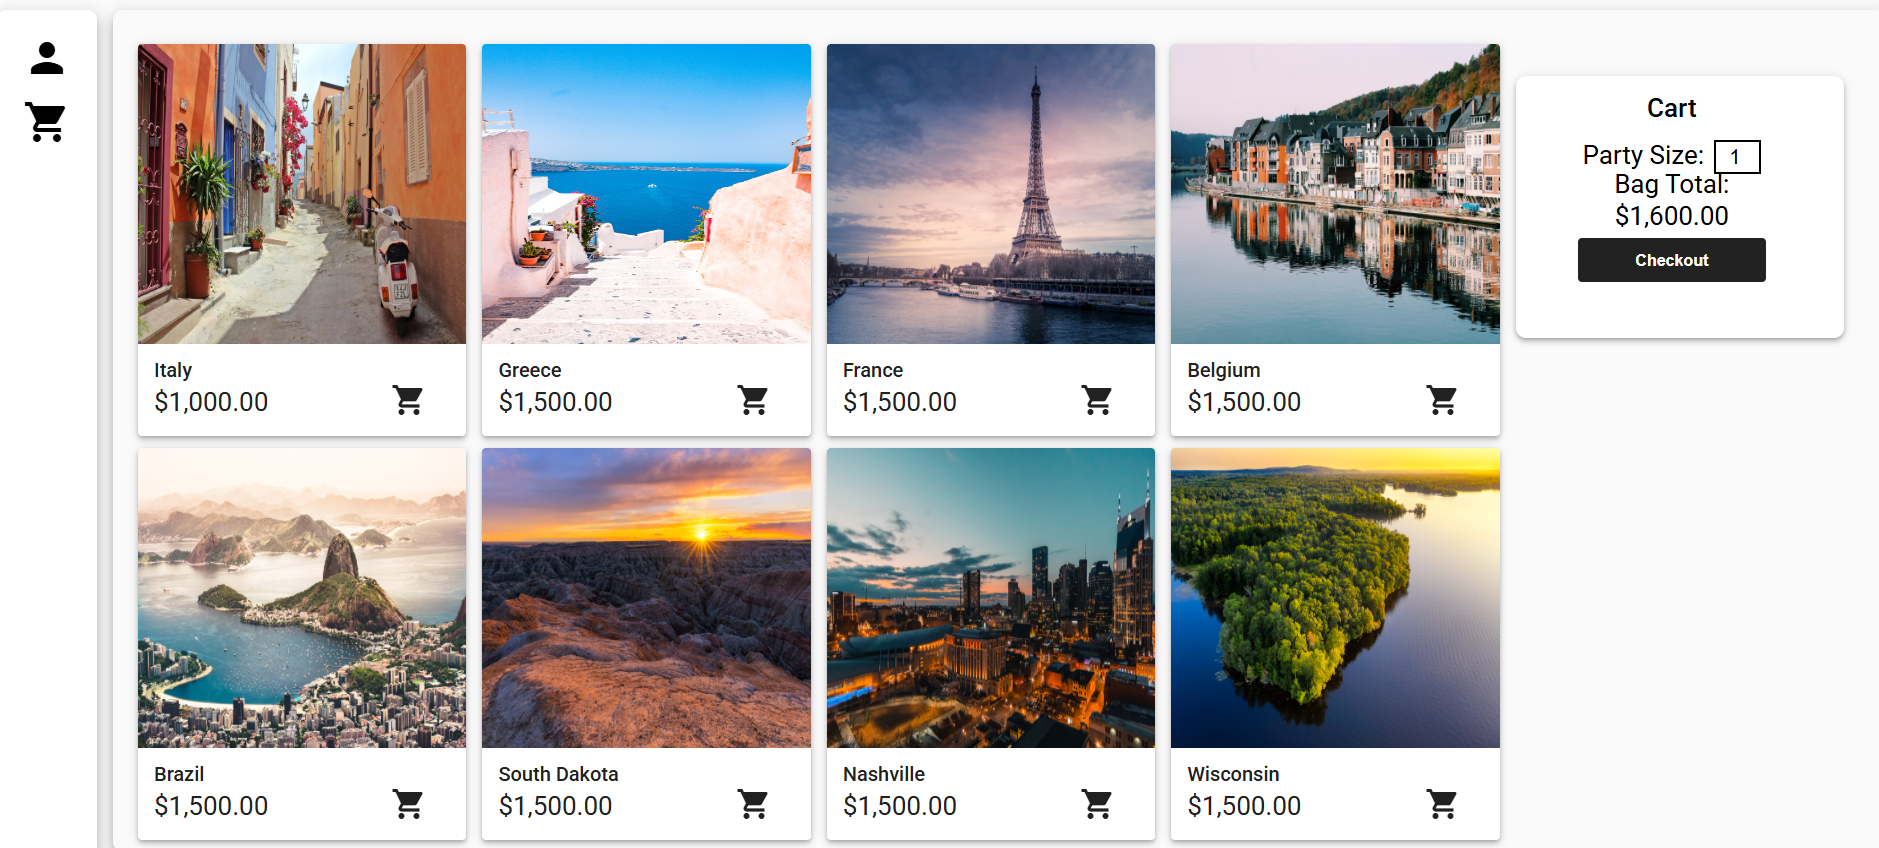 Italy
$1,000.00
Greece
$1,500.00
France
$1,500.00
Belgium
$1,500.00
Cart
Party Size: 1
Bag Total:
$1,600.00
Checkout
Brazil
$1,500.00
South Dakota
$1,500.00
Nashville
$1,500.00
Wisconsin
$1,500.00